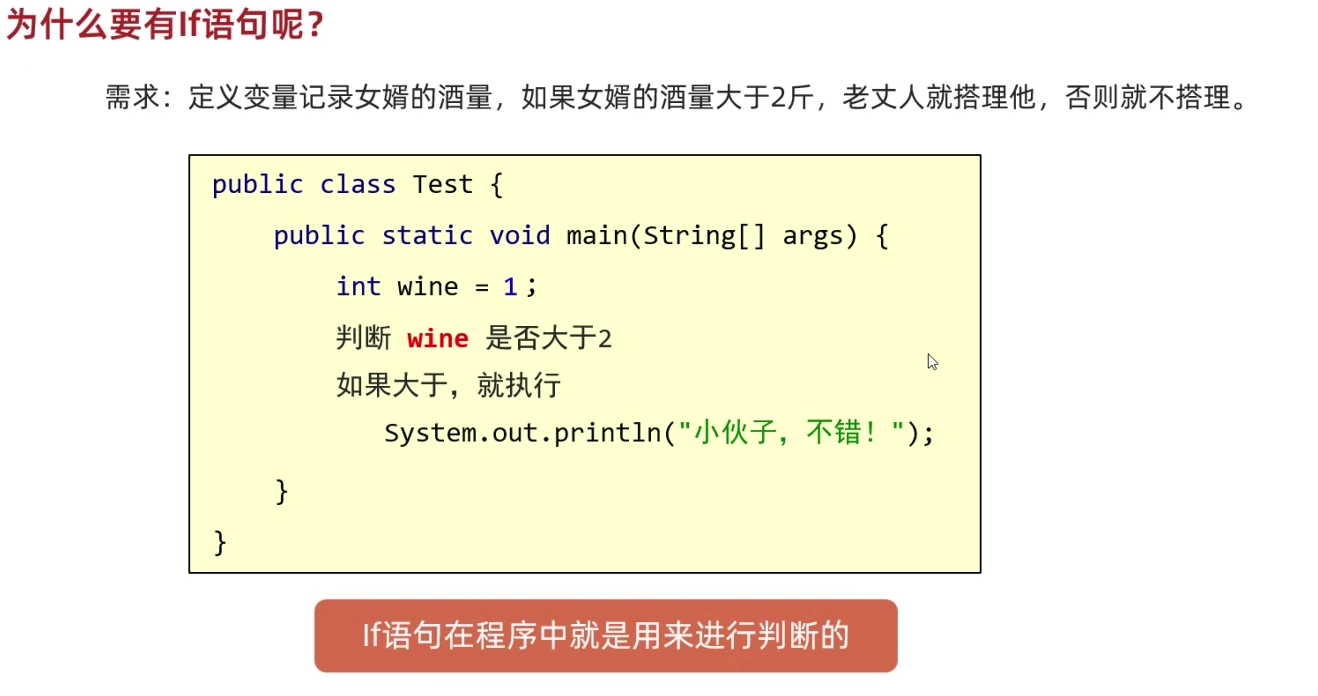 为什么要有If语句呢？
需求：定义变量记录女婿的酒量，如果女婿的酒量大于2斤，老丈人就搭理他，否则就不搭理。
public class Test {
public static void main(String[] args) {
int wine = 1;
判断 wine 是否大于2
如果大于，就执行
System.out.println("小伙子，不错！");
}
}
If语句在程序中就是用来进行判断的